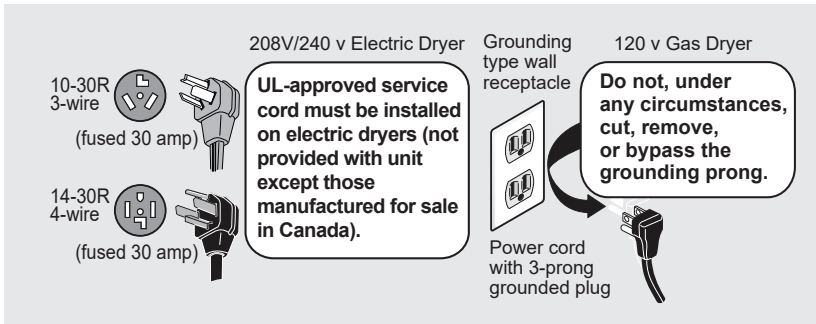 208V/240 v Electric Dryer
10-30R
3-wire
(fused 30 amp)
14-30R
4-wire
(fused 30 amp)
UL-approved service
cord must be installed
on electric dryers (not
provided with unit
except those
manufactured for sale
in Canada).
Grounding
type wall
receptacle
Power cord
with 3-prong
grounded plug
120 v Gas Dryer
Do not, under
any circumstances,
cut, remove,
or bypass the
grounding prong.